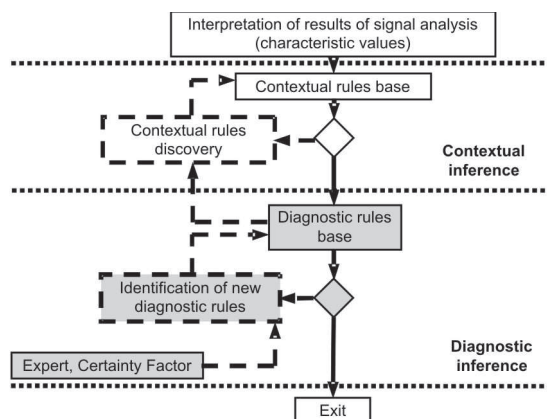 Interpretation of results of signal analysis
(characteristic values)
Contextual rules base
Contextual rules
discovery
Contextual
inference
Diagnostic rules
base
Identification of new
diagnostic rules
Expert, Certainty Factor
Diagnostic
inference
Exit